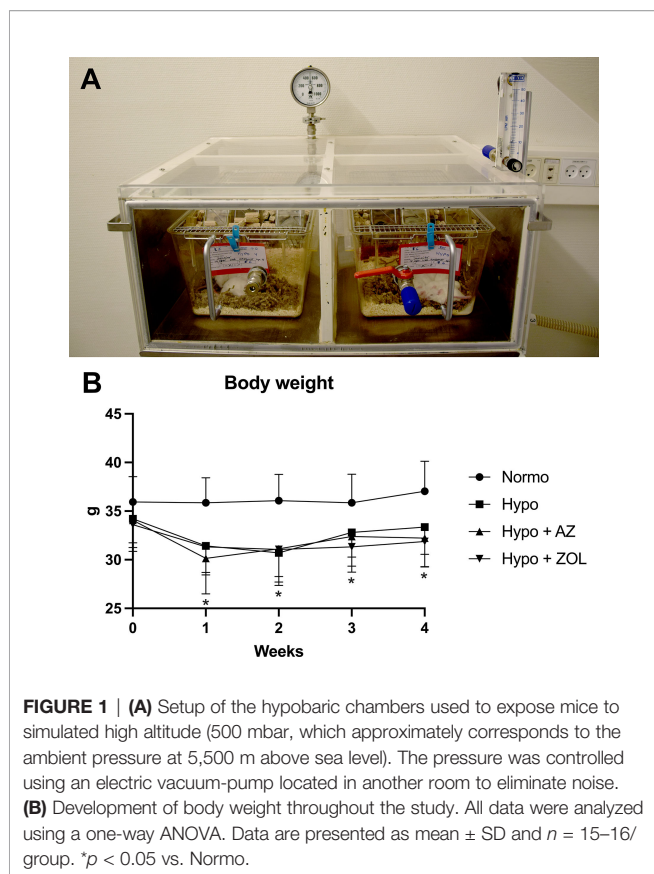 A
B
Body weight
45
40
35
30
25
g
0
1
2
3
4
Weeks
*
*
*
*
Normo
Hypo
Hypo + AZ
Hypo + ZOL
FIGURE 1 | (A) Setup of the hypobaric chambers used to expose mice to
simulated high altitude (500 mbar, which approximately corresponds to the
ambient pressure at 5,500 m above sea level). The pressure was controlled
using an electric vacuum-pump located in another room to eliminate noise.
(B) Development of body weight throughout the study. All data were analyzed
using a one-way ANOVA. Data are presented as mean ± SD and n = 15–16/
group. *p < 0.05 vs. Normo.